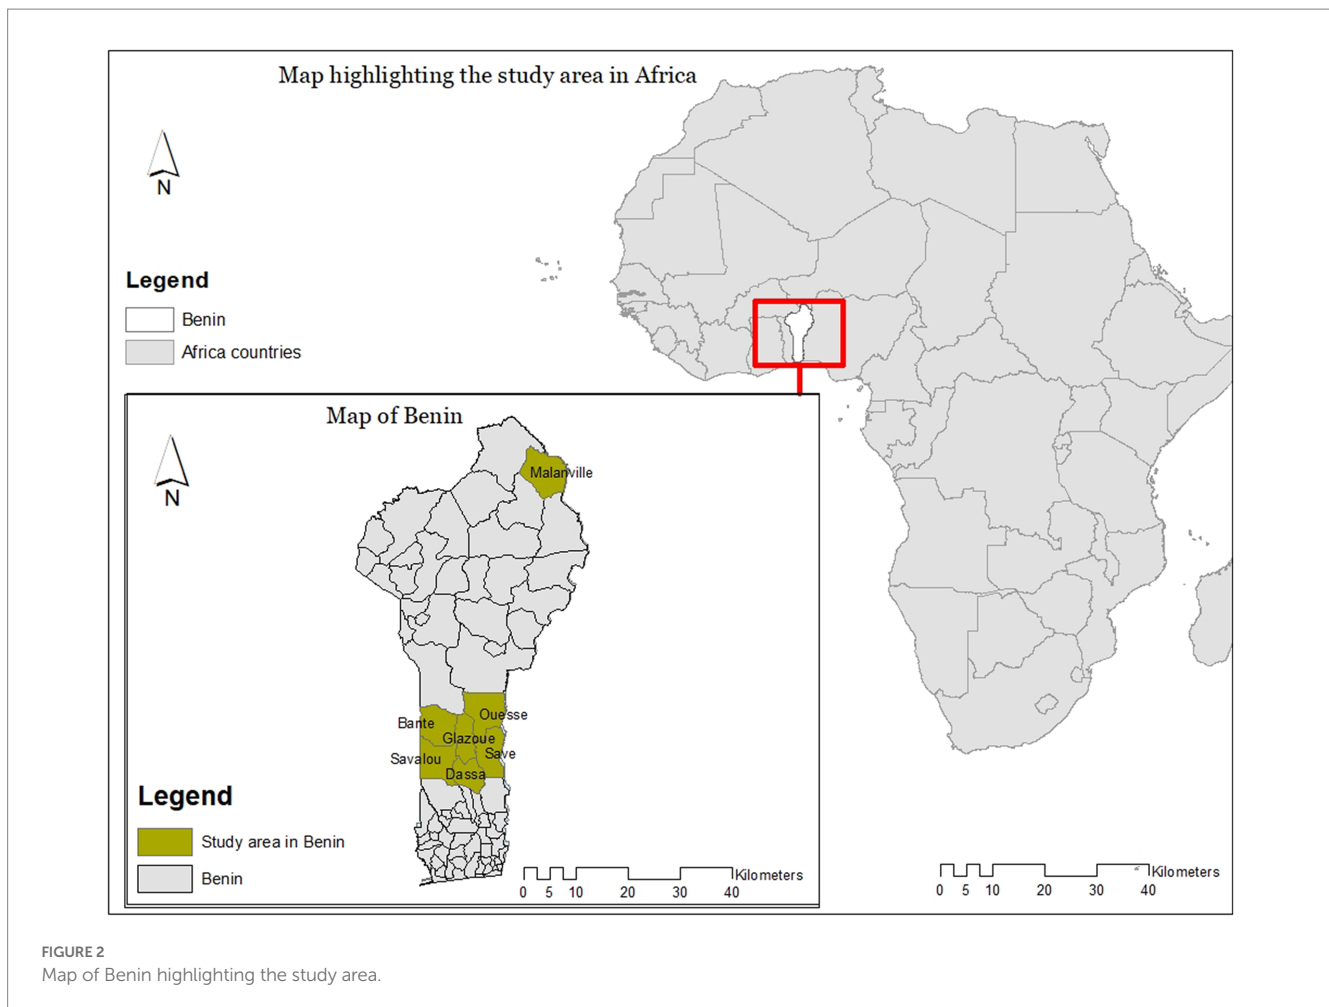 Map highlighting the study area in Africa
N
Legend
Benin
Africa countries
Map of Benin
N
Malanville
Ouesse
Bante
Glazoue
Save
Savalou
Dassa
Legend
Study area in Benin
Benin
Kilometers
0 5 10 20 30 40
Kilometers
0 5 10 20 30 40
FIGURE 2
Map of Benin highlighting the study area.